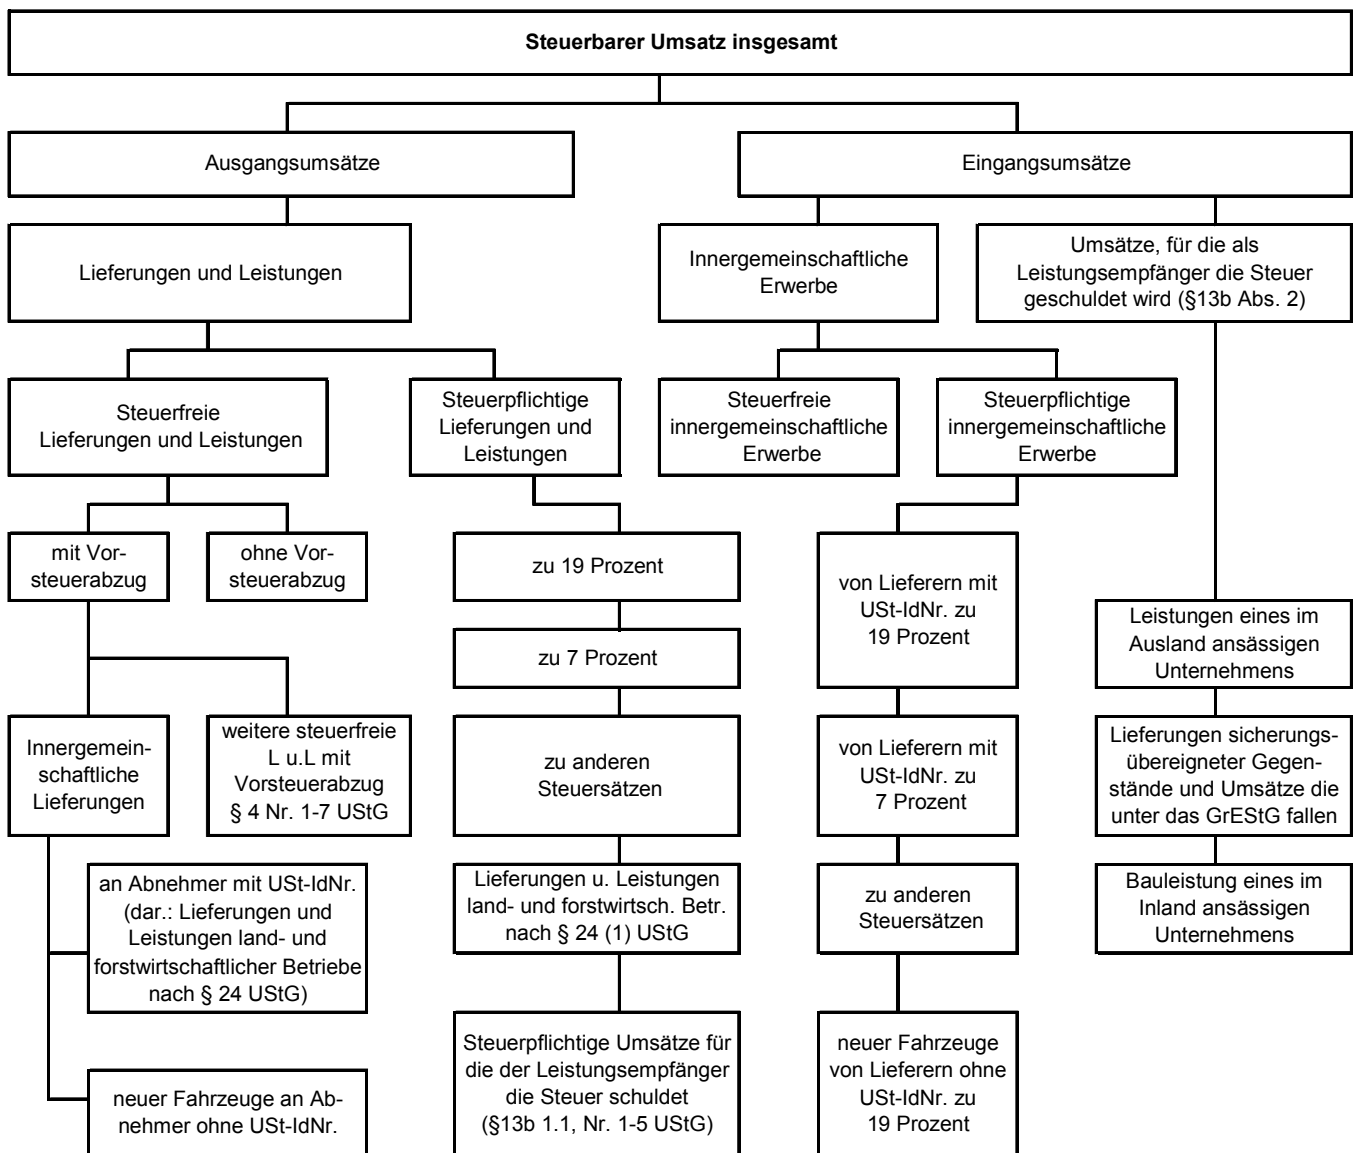 Steuerbarer Umsatz insgesamt
Ausgangsumsätze
Eingangsumsätze
Lieferungen und Leistungen
Innergemeinschaftliche
Erwerbe
Umsätze, für die als
Leistungsempfänger die Steuer
geschuldet wird (§13b Abs. 2)
Steuerfreie
Lieferungen und Leistungen
Steuerpflichtige
Lieferungen und
Leistungen
Steuerfreie
innergemeinschaftliche
Erwerbe
Steuerpflichtige
innergemeinschaftliche
Erwerbe
mit Vor-
steuerabzug
ohne Vor-
steuerabzug
zu 19 Prozent
von Lieferern mit
USt-IdNr. zu
19 Prozent
Leistungen eines im
Ausland ansässigen
Unternehmens
zu 7 Prozent
Innergemein-
schaftliche
Lieferungen
weitere steuerfreie
L u.L mit
Vorsteuerabzug
§ 4 Nr. 1-7 UStG
zu anderen
Steuersätzen
von Lieferern mit
USt-IdNr. zu
7 Prozent
Lieferungen sicherungs-
übereigneter Gegen-
stände und Umsätze die
unter das GrEStG fallen
an Abnehmer mit USt-IdNr.
(dar.: Lieferungen und
Leistungen land- und
forstwirtschaftlicher Betriebe
nach § 24 UStG)
Lieferungen u. Leistungen
land- und forstwirtsch. Betr.
nach § 24 (1) UStG
zu anderen
Steuersätzen
Bauleistung eines im
Inland ansässigen
Unternehmens
neuer Fahrzeuge an Ab-
nehmer ohne USt-IdNr.
Steuerpflichtige Umsätze für
die der Leistungsempfänger
die Steuer schuldet
(§13b 1.1, Nr. 1-5 UStG)
neuer Fahrzeuge
von Lieferern ohne
USt-IdNr. zu
19 Prozent